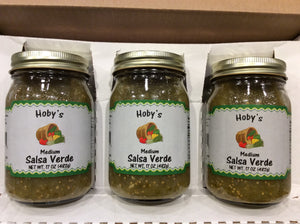 Hoby's
Medium
Salsa Verde
NET WT. 17 OZ (482g)
Hoby's
Medium
Salsa Verde
NET WT. 17 OZ (482g)
Hoby's
Medium
Salsa Verde
NET WT. 17 OZ (482g)